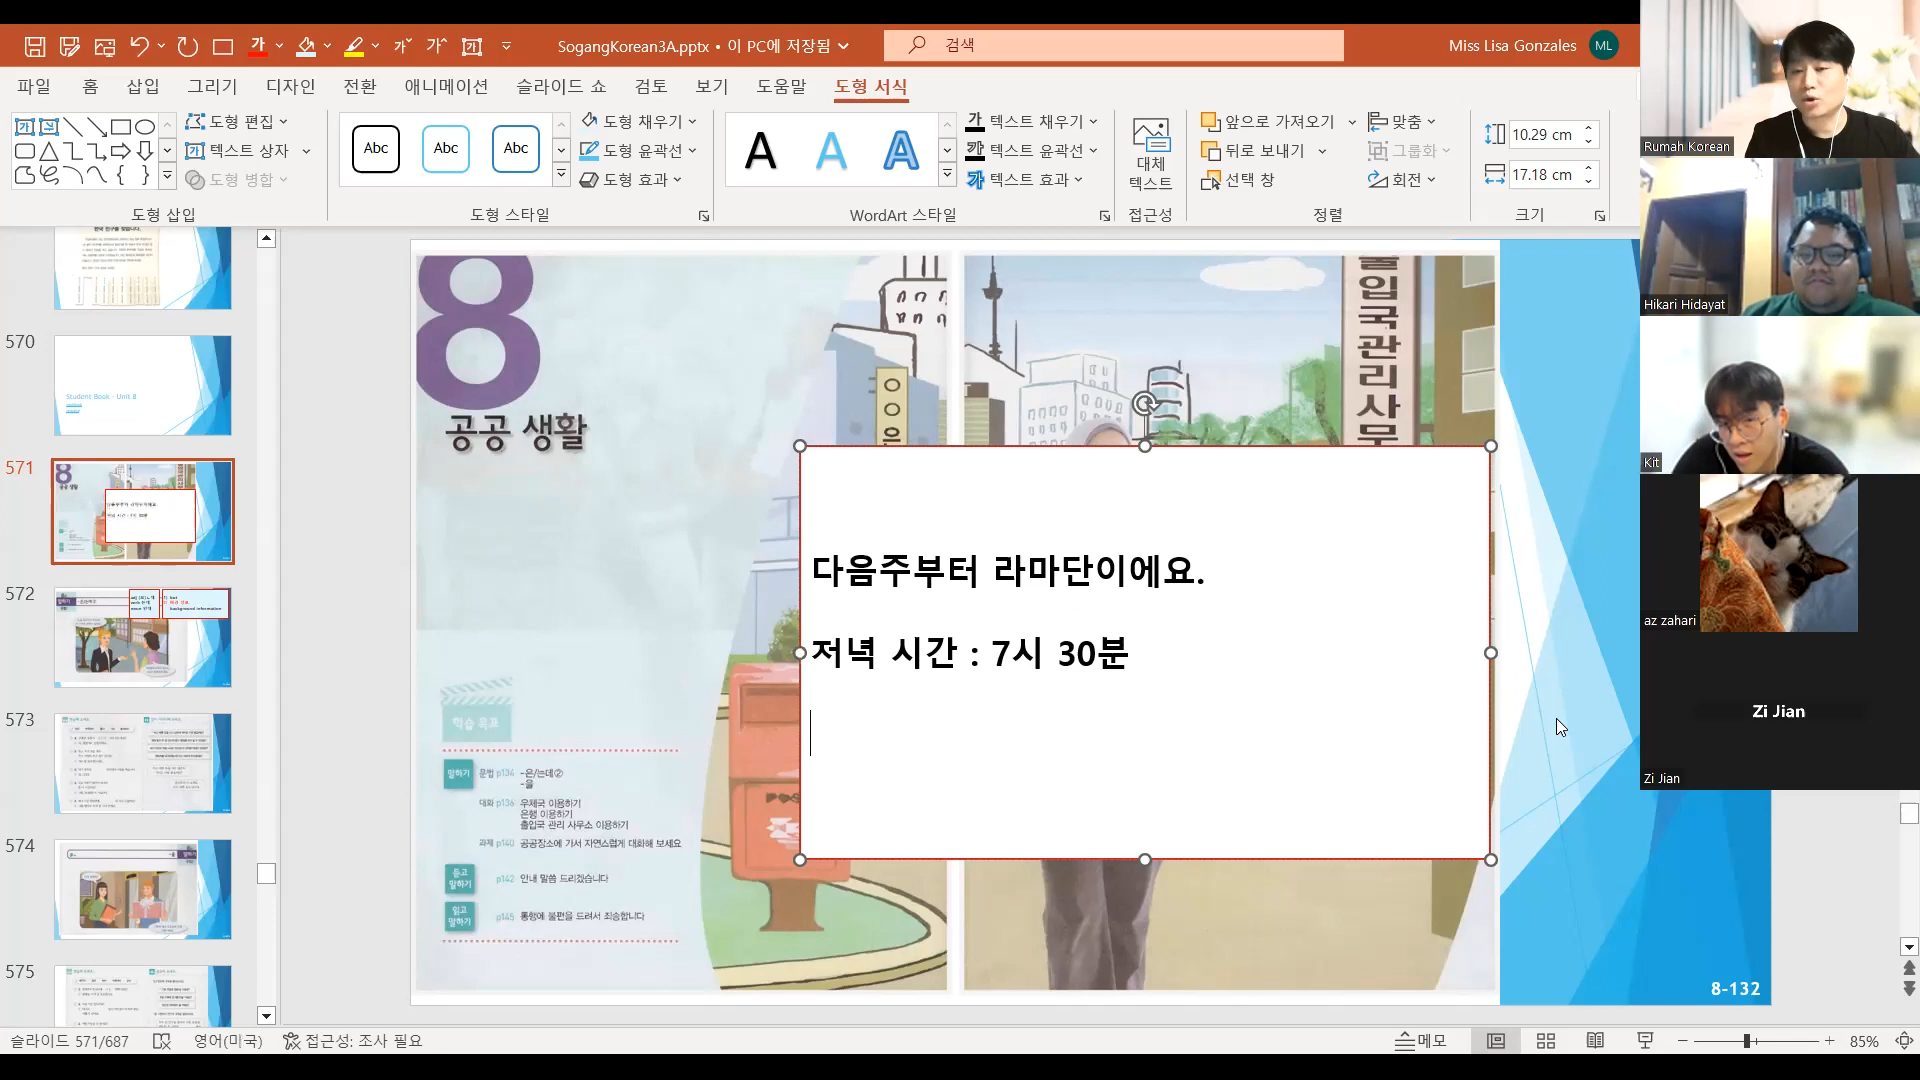 SogangKorean3A.pptx • 이 PC에 저장됨
검색
Miss Lisa Gonzales
ML
파일
홈
삽입
그리기
디자인
전환
애니메이션
슬라이드 쇼
검토
보기
도움말
도형 서식
도형 편집
텍스트 상자
도형 병합
도형 삽입
Abc
Abc
Abc
도형 채우기
도형 윤곽선
도형 효과
도형 스타일
텍스트 채우기
텍스트 윤곽선
텍스트 효과
WordArt 스타일
대체
텍스트
접근성
앞으로 가져오기
뒤로 보내기
선택 창
맞춤
그룹화
회전
정렬
10.29 cm
17.18 cm
크기
570
Student Book - Unit 8
571
572
573
574
575
8
공공 생활
출입국관리사무
다음주부터 라마단이에요.
저녁 시간 : 7시 30분
학습 목표
말하기
문법 p134 -은/는데②
-을
대화 p136 우체국 이용하기
은행 이용하기
출입국 관리 사무소 이용하기
과제 p140 공공장소에 가서 자연스럽게 대화해 보세요
듣고
말하기
p142 안내 말씀 드리겠습니다
읽고
말하기
p145 통행에 불편을 드려서 죄송합니다
8-132
Rumah Korean
Hikari Hidayat
Kit
az zahari
Zi Jian
Zi Jian
슬라이드 571/687
영어(미국)
접근성: 조사 필요
메모
85%